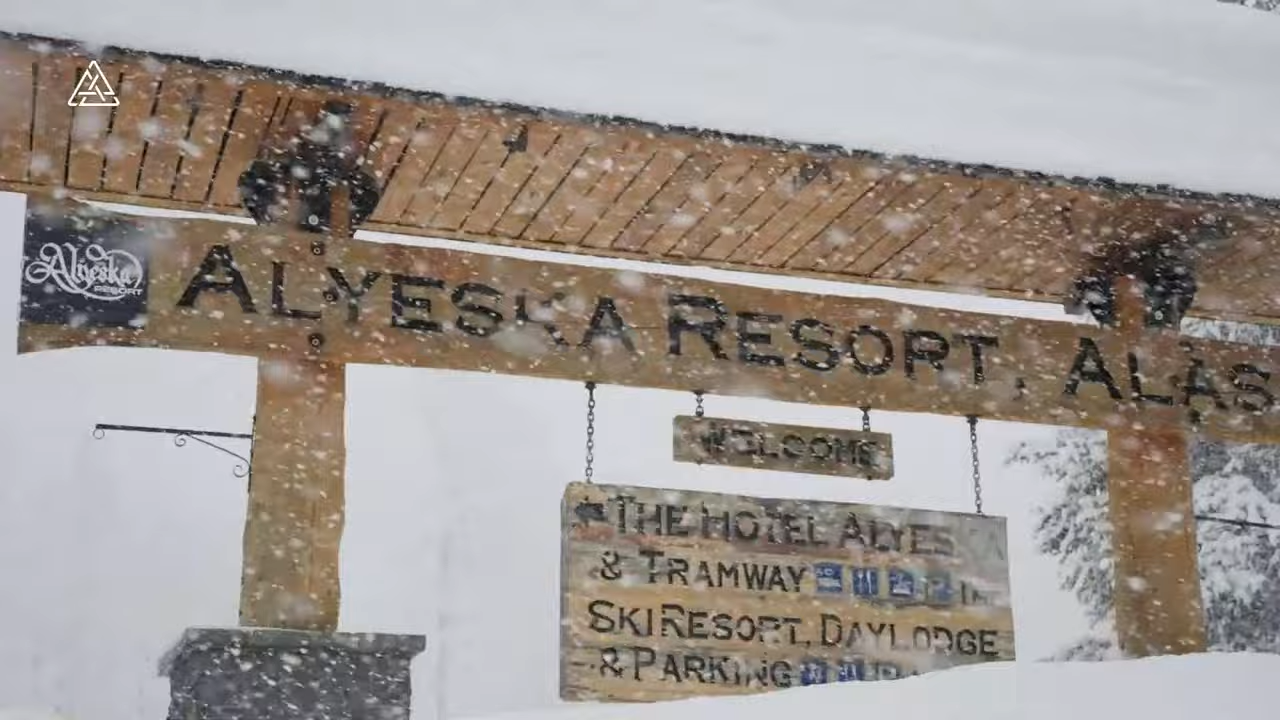 Alyeska
RESORT
ALYESKA RESORT, ALAS
WELCOME
THE HOTEL ALYESKA
& TRAMWAY
SKI RESORT, DAYLODGE
& PARKING